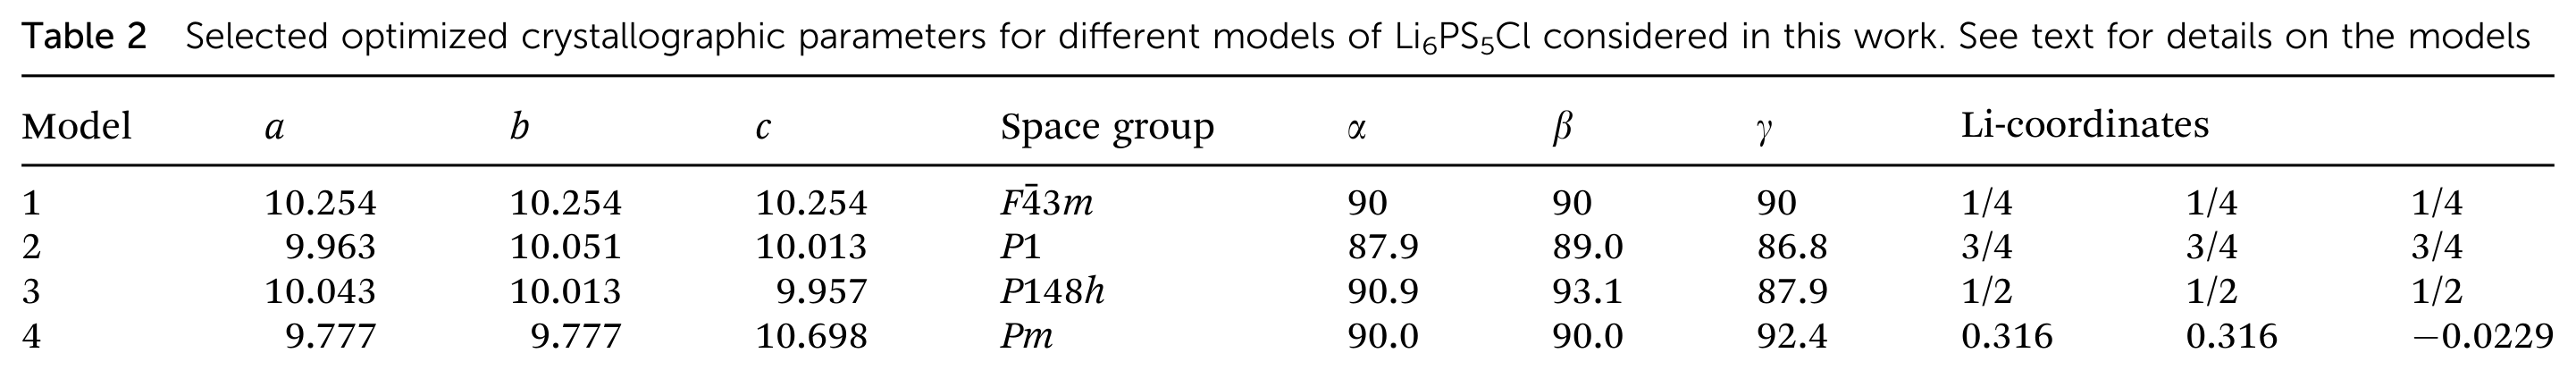 Table 2 Selected optimized crystallographic parameters for different models of Li₆PS₅Cl considered in this work. See text for details on the models
Model a b c Space group α β γ Li-coordinates
1 10.254 10.254 10.254 F4̄3m 90 90 90 1/4 1/4 1/4
2 9.963 10.051 10.013 P1 87.9 89.0 86.8 3/4 3/4 3/4
3 10.043 10.013 9.957 P148h 90.9 93.1 87.9 1/2 1/2 1/2
4 9.777 9.777 10.698 Pm 90.0 90.0 92.4 0.316 0.316 −0.0229